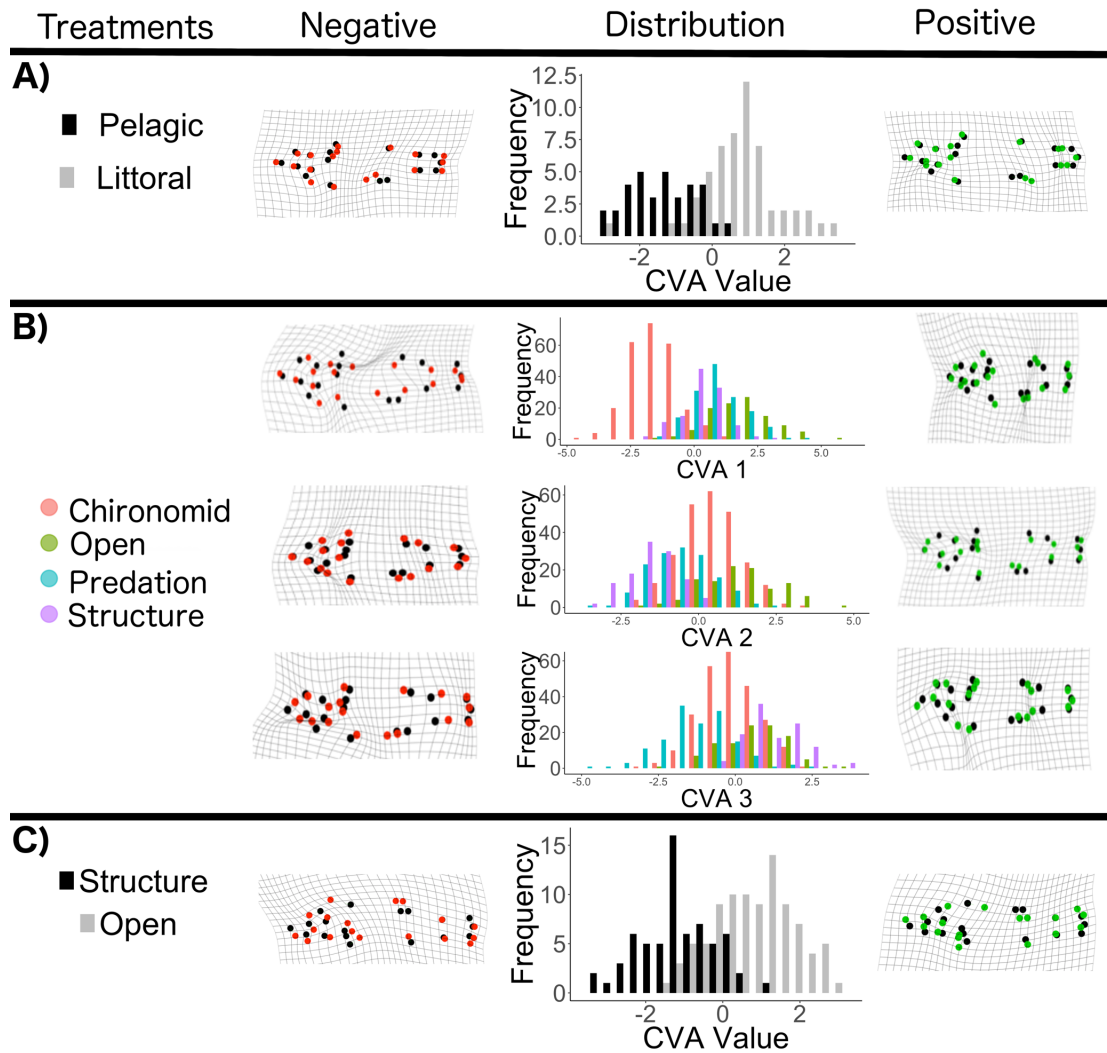 Treatments Negative Distribution Positive
A)
Pelagic
Littoral
Frequency
12.5
10.0
7.5
5.0
2.5
0.0
-2 0 2
CVA Value
B)
Chironomid
Open
Predation
Structure
Frequency
60
40
20
0
-5.0 -2.5 0.0 2.5 5.0
CVA 1
Frequency
60
40
20
0
-2.5 0.0 2.5 5.0
CVA 2
Frequency
60
40
20
0
-5.0 -2.5 0.0 2.5
CVA 3
C)
Structure
Open
Frequency
15
10
5
0
-2 0 2
CVA Value